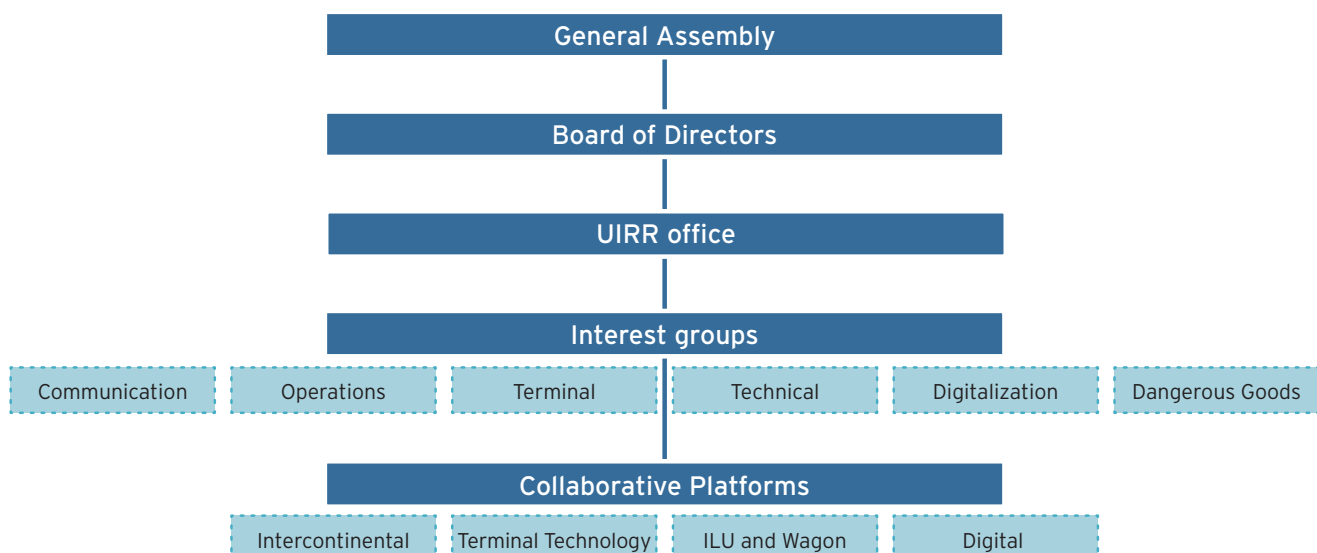 General Assembly
Board of Directors
UIRR office
Interest groups
Communication
Operations
Terminal
Technical
Digitalization
Dangerous Goods
Collaborative Platforms
Intercontinental
Terminal Technology
ILU and Wagon
Digital